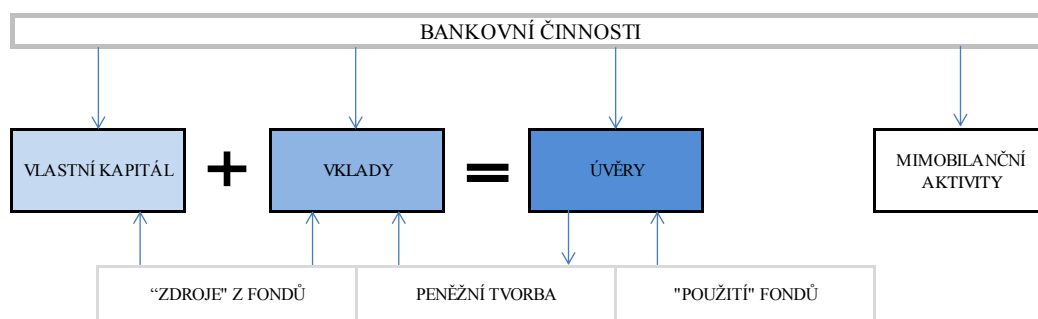 BANKOVNÍ ČINNOSTI
VLASTNÍ KAPITÁL
+
VKLADY
=
ÚVĚRY
MIMOBILANČNÍ
AKTIVITY
“ZDROJE" Z FONDŮ
PENĚŽNÍ TVORBA
"POUŽITÍ" FONDŮ